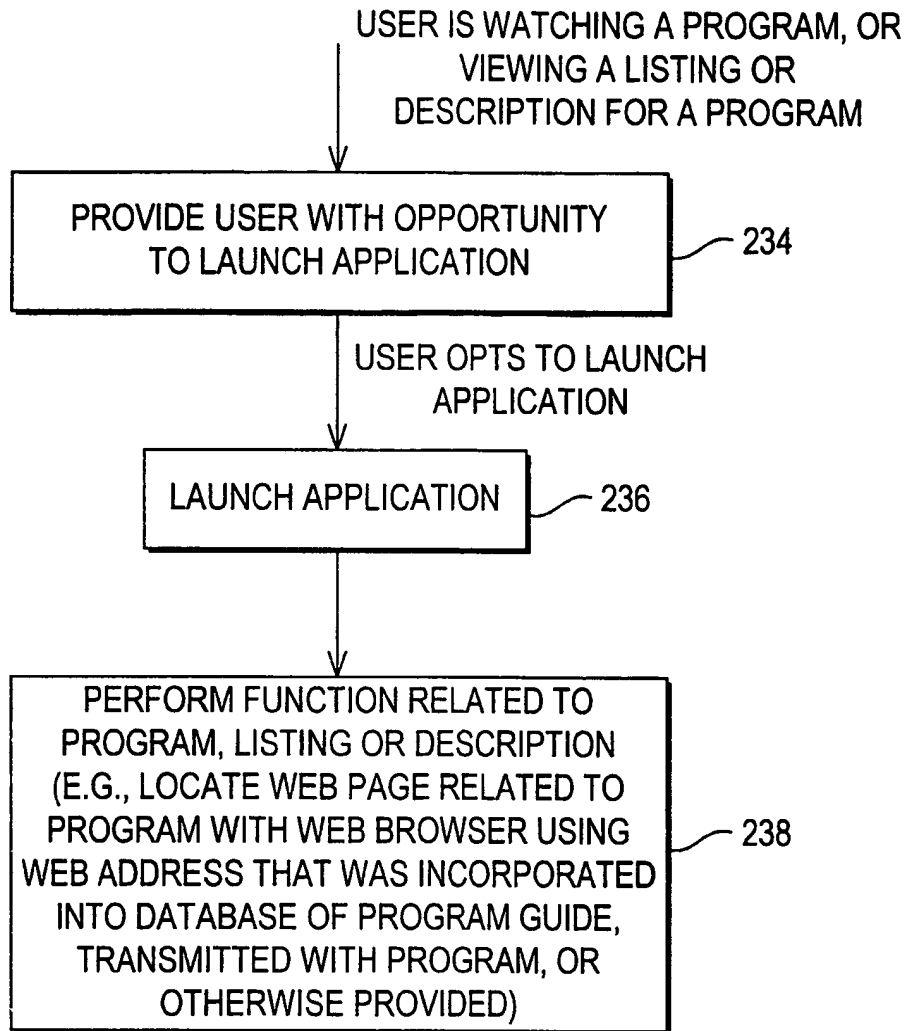 USER IS WATCHING A PROGRAM, OR
VIEWING A LISTING OR
DESCRIPTION FOR A PROGRAM
PROVIDE USER WITH OPPORTUNITY
TO LAUNCH APPLICATION
234
USER OPTS TO LAUNCH
APPLICATION
LAUNCH APPLICATION
236
PERFORM FUNCTION RELATED TO
PROGRAM, LISTING OR DESCRIPTION
(E.G., LOCATE WEB PAGE RELATED TO
PROGRAM WITH WEB BROWSER USING
WEB ADDRESS THAT WAS INCORPORATED
INTO DATABASE OF PROGRAM GUIDE,
TRANSMITTED WITH PROGRAM, OR
OTHERWISE PROVIDED)
238